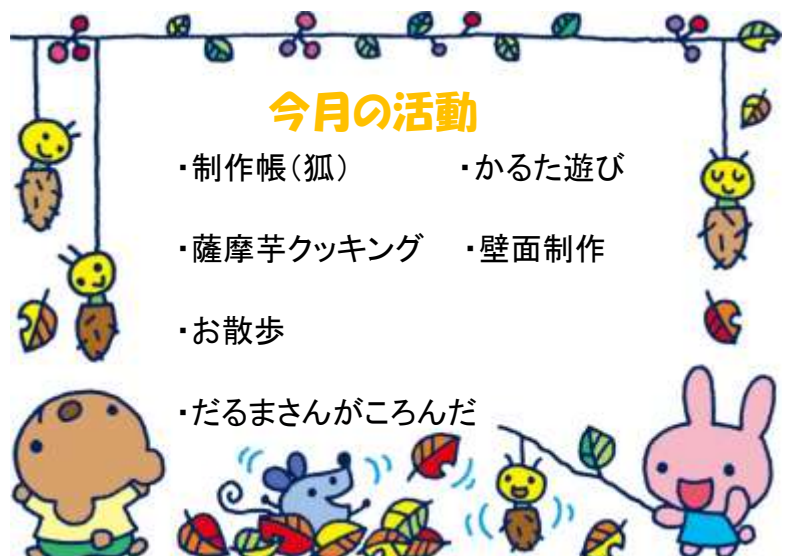 今月の活動
・制作帳(狐)　・かるた遊び
・薩摩芋クッキング　・壁面制作
・お散歩
・だるまさんがころんだ